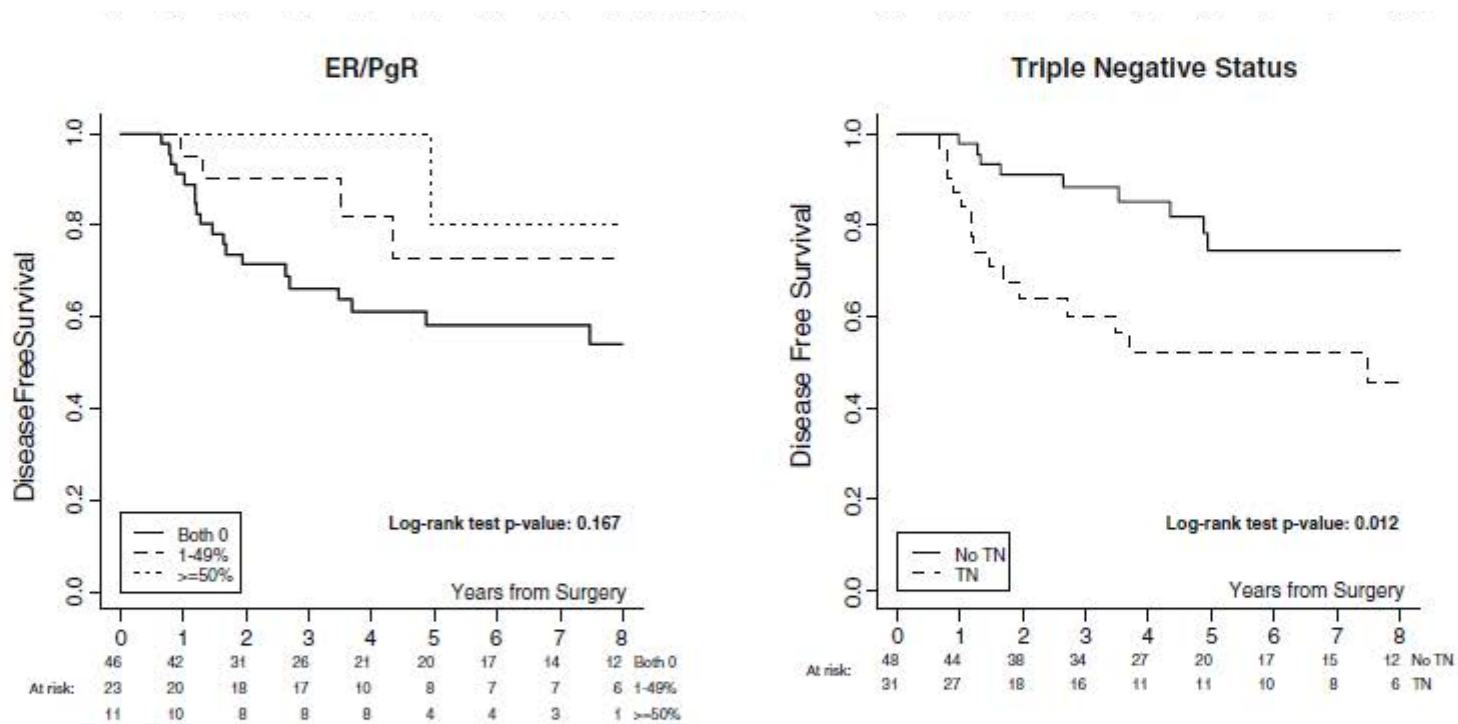 ER/PgR
DiseaseFreeSurvival
1.0
0.8
0.6
0.4
0.2
0.0
Log-rank test p-value: 0.167
Both 0
1-49%
>=50%
Years from Surgery
0 1 2 3 4 5 6 7 8
46 42 31 26 21 20 17 14 12 Both 0
At risk: 23 20 18 17 10 8 7 7 6 1-49%
11 10 8 8 8 4 4 3 1 >=50%
Triple Negative Status
Disease Free Survival
1.0
0.8
0.6
0.4
0.2
0.0
Log-rank test p-value: 0.012
No TN
TN
Years from Surgery
0 1 2 3 4 5 6 7 8
48 44 38 34 27 20 17 15 12 No TN
At risk: 31 27 18 16 11 11 10 8 6 TN